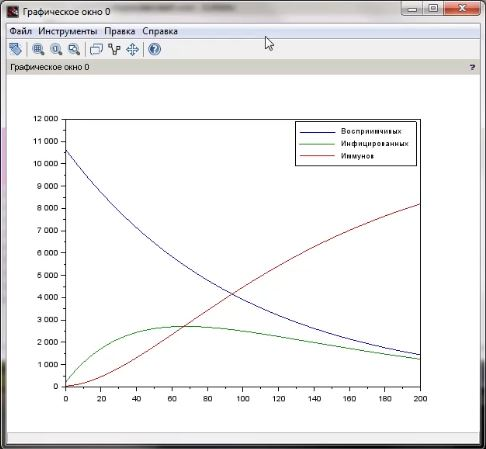 Графическое окно 0
Файл Инструменты Правка Справка
Графическое окно 0 ?
12 000
11 000
10 000
9 000
8 000
7 000
6 000
5 000
4 000
3 000
2 000
1 000
0
Восприимчивых
Инфицированных
Иммунов
0 20 40 60 80 100 120 140 160 180 200